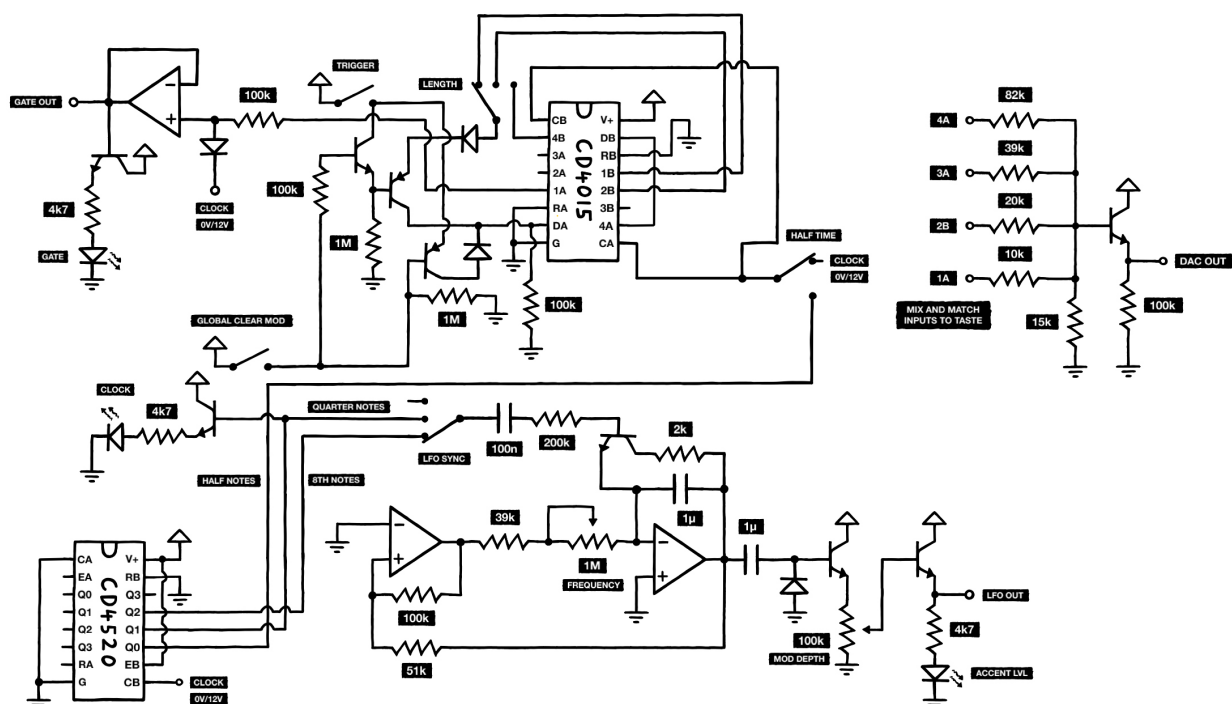 TRIGGER
LENGTH
GATE OUT
-
+
100k
100k
4k7
GATE
CLOCK
0V/12V
1M
1M
100k
GLOBAL CLEAR MOD
CB
4B
3A
2A
1A
RA
DA
G
CD4015
V+
DB
RB
1B
2B
3B
4A
CA
HALF TIME
CLOCK
0V/12V
82k
4A
39k
3A
20k
2B
10k
1A
MIX AND MATCH
INPUTS TO TASTE
15k
100k
DAC OUT
CLOCK
4k7
QUARTER NOTES
LFO SYNC
HALF NOTES
8TH NOTES
100n
200k
2k
1µ
1µ
-
+
39k
1M
FREQUENCY
-
+
100k
51k
100k
MOD DEPTH
LFO OUT
4k7
ACCENT LVL
CA
EA
Q0
Q1
Q2
Q3
RA
G
CD4520
V+
RB
Q3
Q2
Q1
Q0
EB
CB
CLOCK
0V/12V